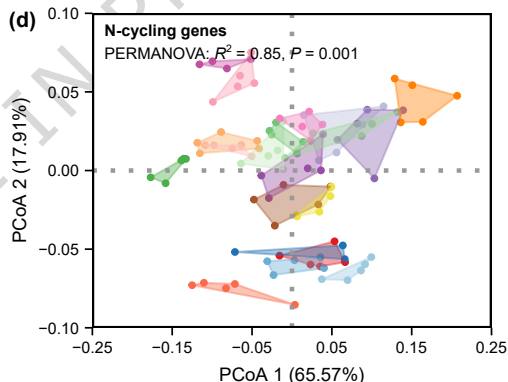 (d)
N-cycling genes
PERMANOVA: R² = 0.85, P = 0.001
0.10
0.05
0.00
−0.05
−0.10
PCoA 2 (17.91%)
−0.25
−0.15
−0.05
0.05
0.15
0.25
PCoA 1 (65.57%)